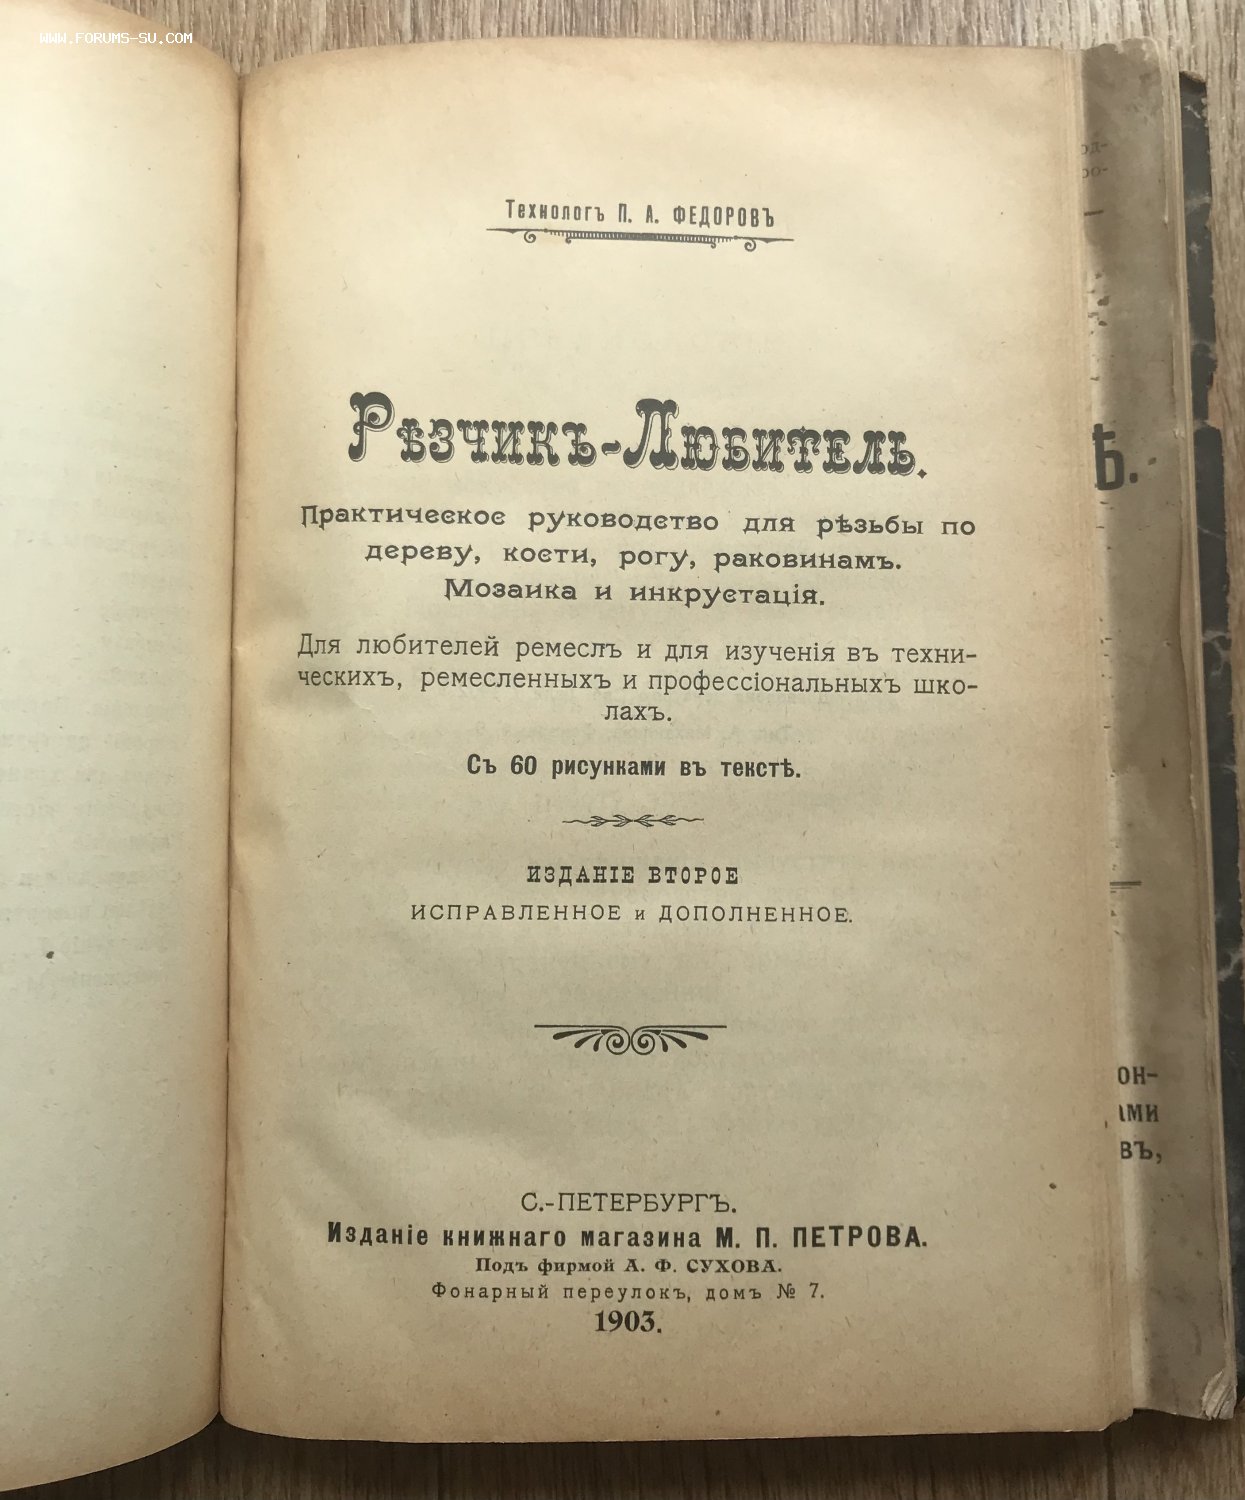 WWW.FORUMS-SU.COM
Технологъ П. А. ФЕДОРОВЪ
РѢЗЧИКЪ-ЛЮБИТЕЛЬ.
Практическое руководство для рѣзьбы по
дереву, кости, рогу, раковинамъ.
Мозаика и инкрустація.
Для любителей ремеслъ и для изученія въ техни-
ческихъ, ремесленныхъ и профессіональныхъ шко-
лахъ.
Съ 60 рисунками въ текстѣ.
ИЗДАНІЕ ВТОРОЕ
ИСПРАВЛЕННОЕ и ДОПОЛНЕННОЕ.
С.-ПЕТЕРБУРГЪ.
Изданіе книжнаго магазина М. П. ПЕТРОВА.
Подъ фирмой А. Ф. СУХОВА.
Фонарный переулокъ, домъ № 7.
1903.